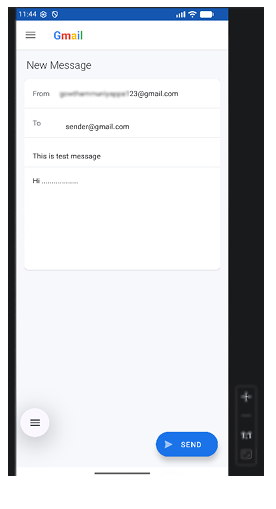 11:44
Gmail
New Message
From 23@gmail.com
To
sender@gmail.com
This is test message
Hi ..................
SEND
1:1